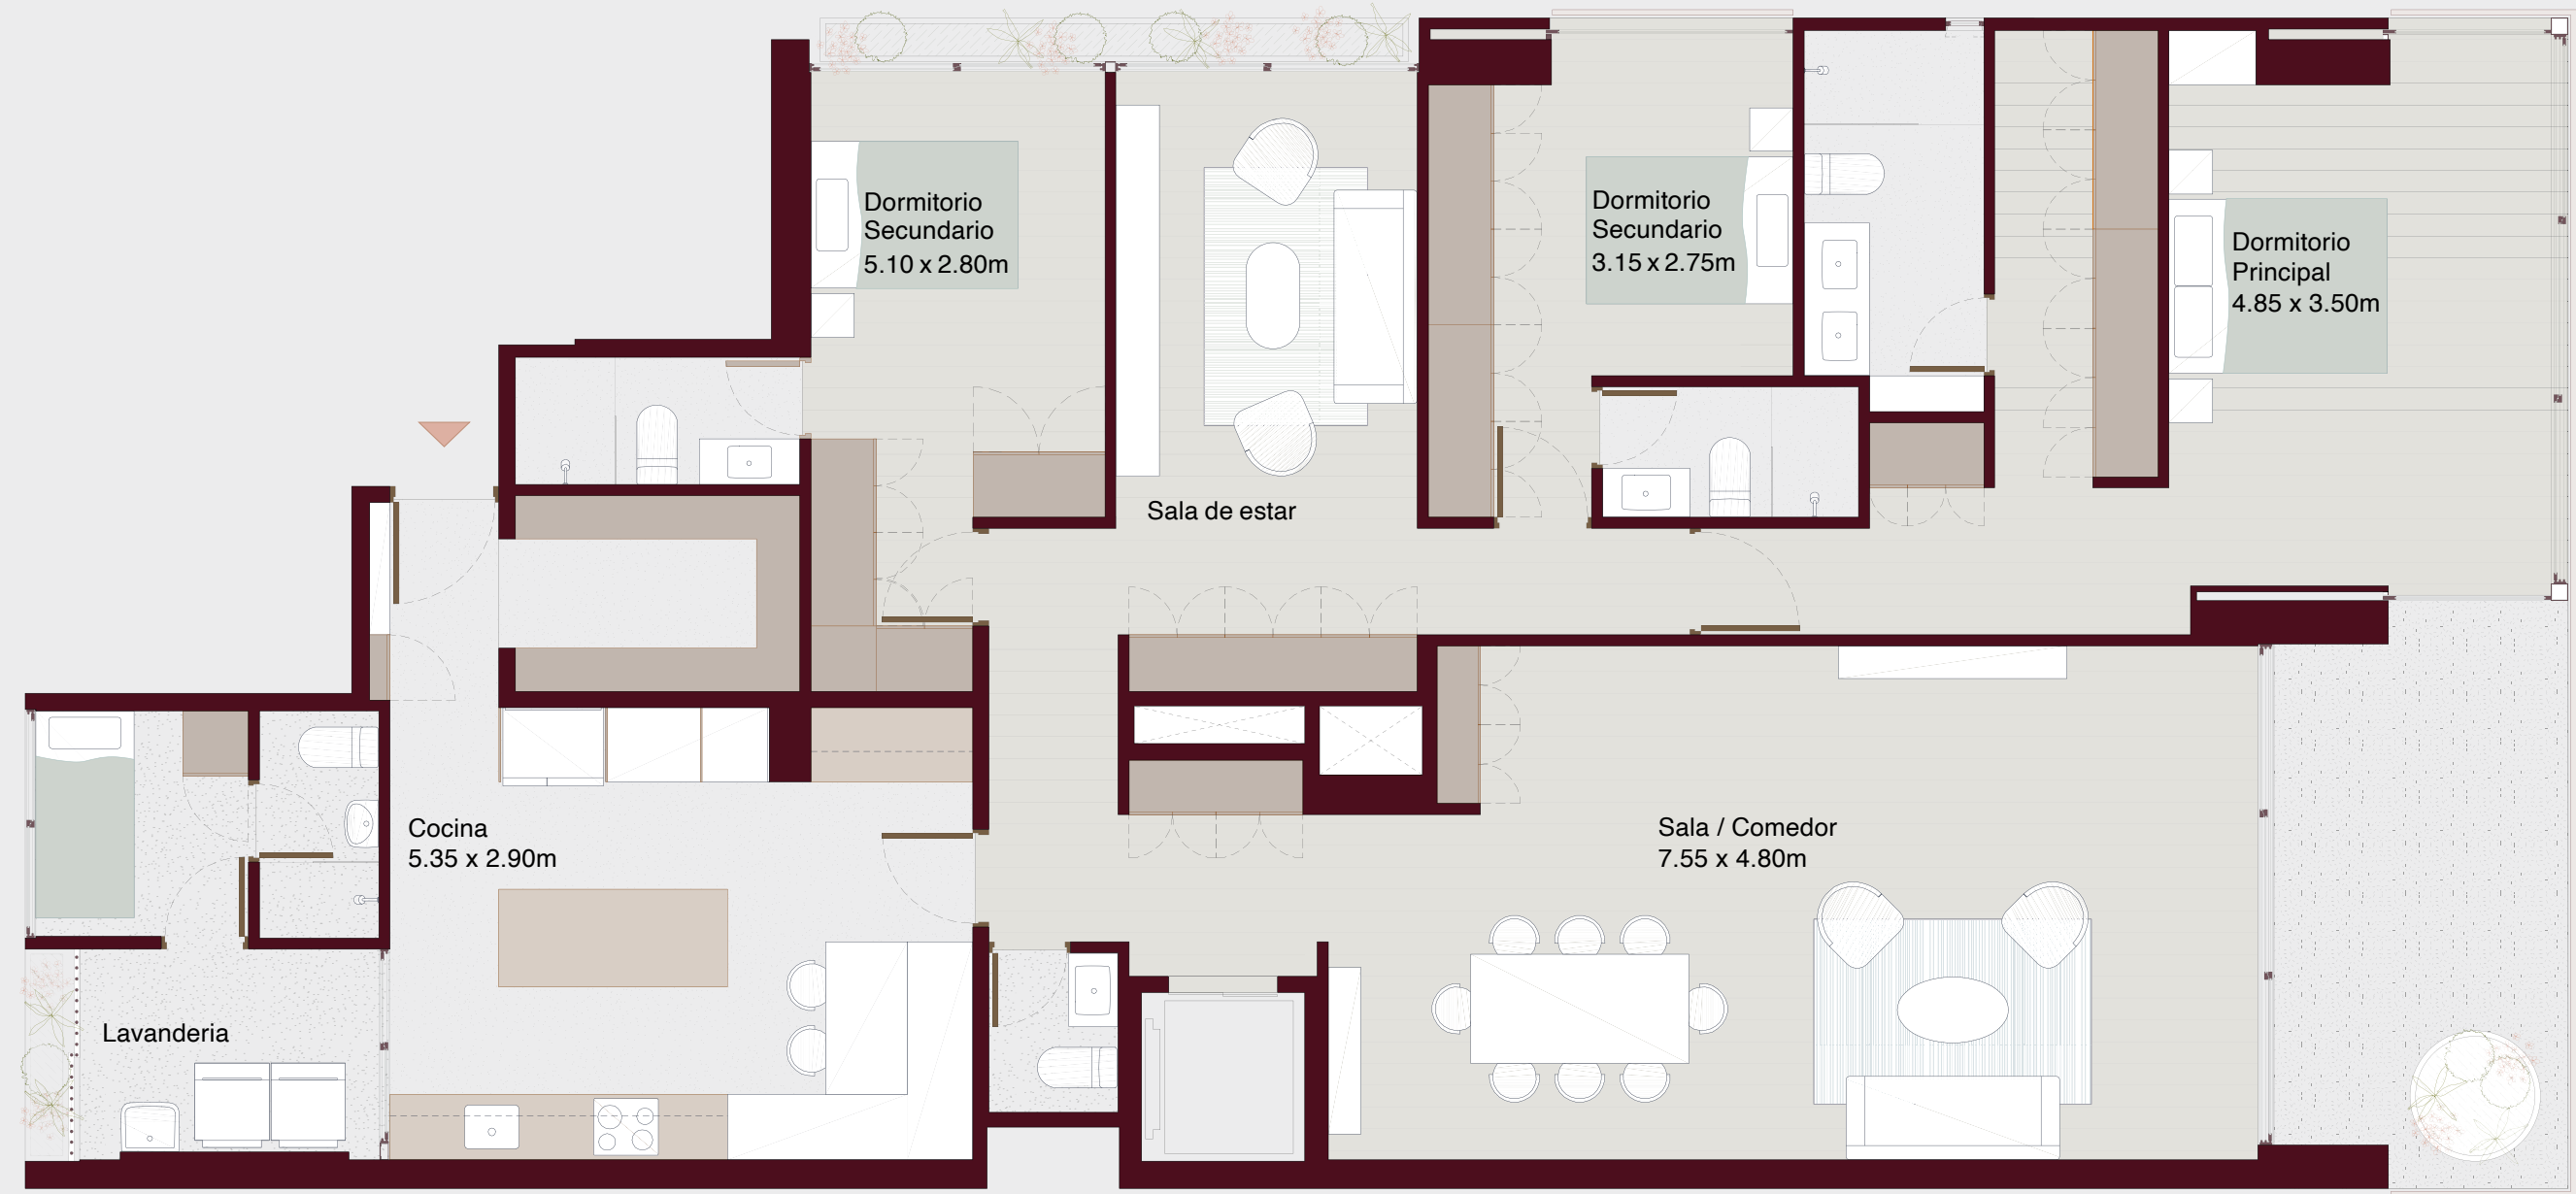 Dormitorio
Secundario
5.10 x 2.80m
Dormitorio
Secundario
3.15 x 2.75m
Dormitorio
Principal
4.85 x 3.50m
Sala de estar
Cocina
5.35 x 2.90m
Sala / Comedor
7.55 x 4.80m
Lavanderia